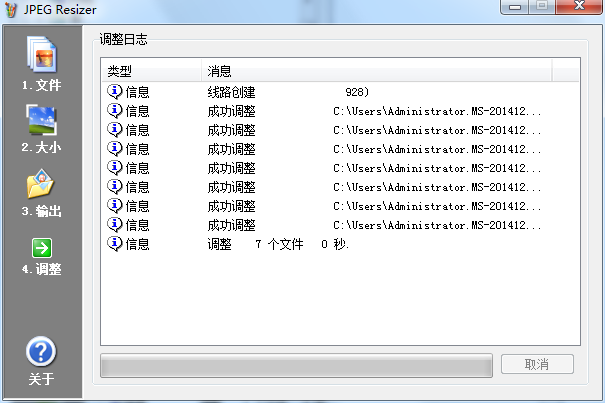 JPEG Resizer
1. 文件
2. 大小
3. 输出
4. 调整
关于
调整日志
类型 消息
信息 线路创建 928)
信息 成功调整 C:\Users\Administrator.MS-201412...
信息 成功调整 C:\Users\Administrator.MS-201412...
信息 成功调整 C:\Users\Administrator.MS-201412...
信息 成功调整 C:\Users\Administrator.MS-201412...
信息 成功调整 C:\Users\Administrator.MS-201412...
信息 成功调整 C:\Users\Administrator.MS-201412...
信息 成功调整 C:\Users\Administrator.MS-201412...
信息 调整 7 个文件 0 秒.
取消